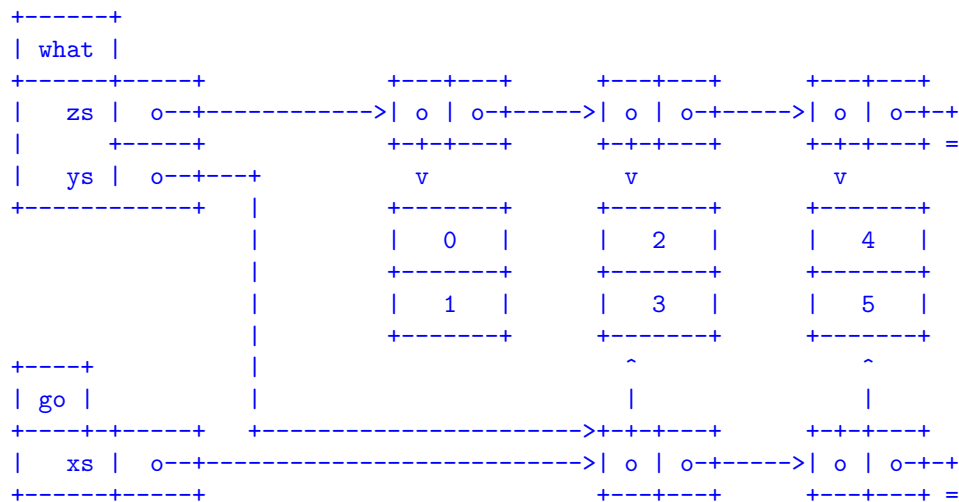 +------+
| what |
+------+-----+            +---+---+      +---+---+      +---+---+
|   zs |  o--+----------->| o | o-+----->| o | o-+----->| o | o-+-+
|      +-----+            +-+-+---+      +-+-+---+      +-+-+---+ =
|   ys |  o--+---+          v              v              v
+------------+   |        +-------+      +-------+      +-------+
                 |        |   0   |      |   2   |      |   4   |
                 |        +-------+      +-------+      +-------+
                 |        |   1   |      |   3   |      |   5   |
                 |        +-------+      +-------+      +-------+
+-----+          |                         ^               ^
| go |           |                         |               |
+----+-+-----+   +---------------------->+-+-+---+      +-+-+---+
|   xs |  o--+-------------------------->| o | o-+----->| o | o-+-+
+------+-----+                           +---+---+      +---+---+ =